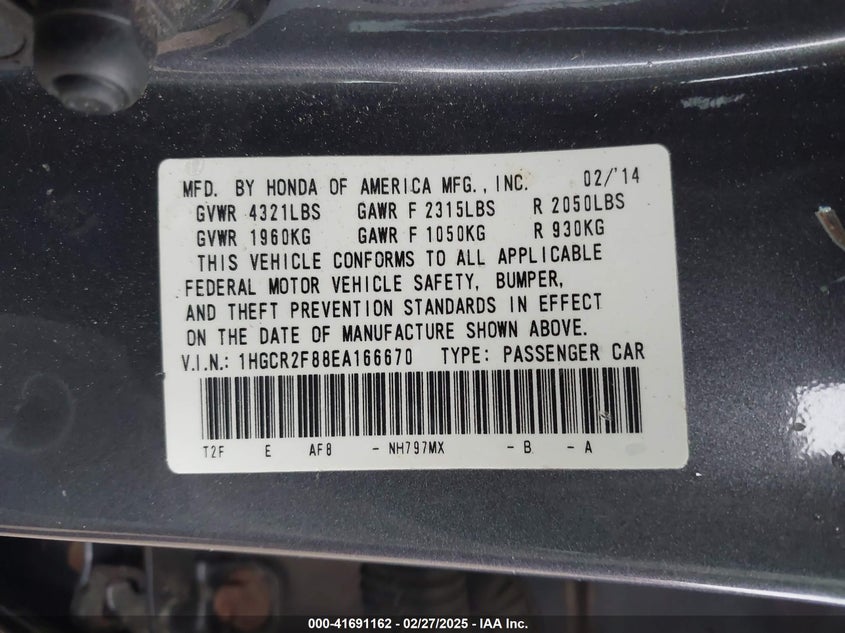 MFD. BY HONDA OF AMERICA MFG., INC. 02/'14
GVWR 4321LBS GAWR F 2315LBS R 2050LBS
GVWR 1960KG GAWR F 1050KG R 930KG
THIS VEHICLE CONFORMS TO ALL APPLICABLE
FEDERAL MOTOR VEHICLE SAFETY, BUMPER,
AND THEFT PREVENTION STANDARDS IN EFFECT
ON THE DATE OF MANUFACTURE SHOWN ABOVE.
V.I.N.: 1HGCR2F88EA166670 TYPE: PASSENGER CAR
T2F E AF8 - NH797MX - B - A
000-41691162 - 02/27/2025 - IAA Inc.